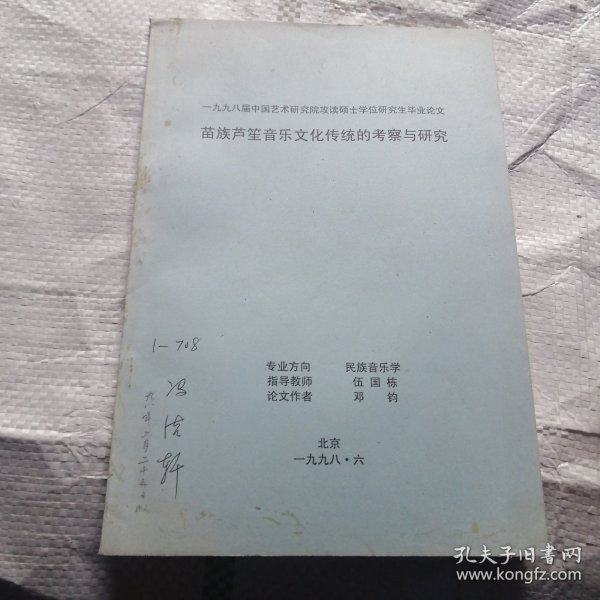 一九九八届中国艺术研究院攻读硕士学位研究生毕业论文
苗族芦笙音乐文化传统的考察与研究
1-708
冯洁轩
专业方向 民族音乐学
指导教师 伍国栋
论文作者 邓钧
北京
一九九八·六
孔夫子旧书网
www.kongfz.com